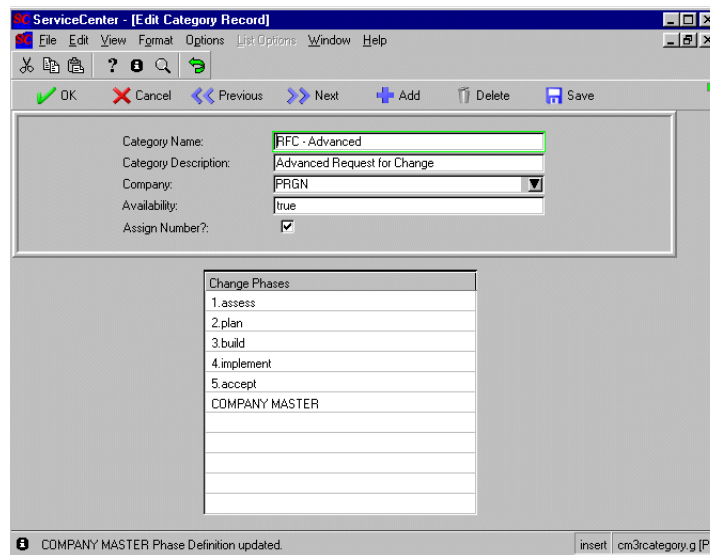 SC ServiceCenter - [Edit Category Record]
SC File Edit View Format Options List Options Window Help
OK Cancel Previous Next Add Delete Save
Category Name: RFC - Advanced
Category Description: Advanced Request for Change
Company: PRGN
Availability: true
Assign Number?:
Change Phases
1.assess
2.plan
3.build
4.implement
5.accept
COMPANY MASTER
COMPANY MASTER Phase Definition updated. insert cm3rcategory.g [P